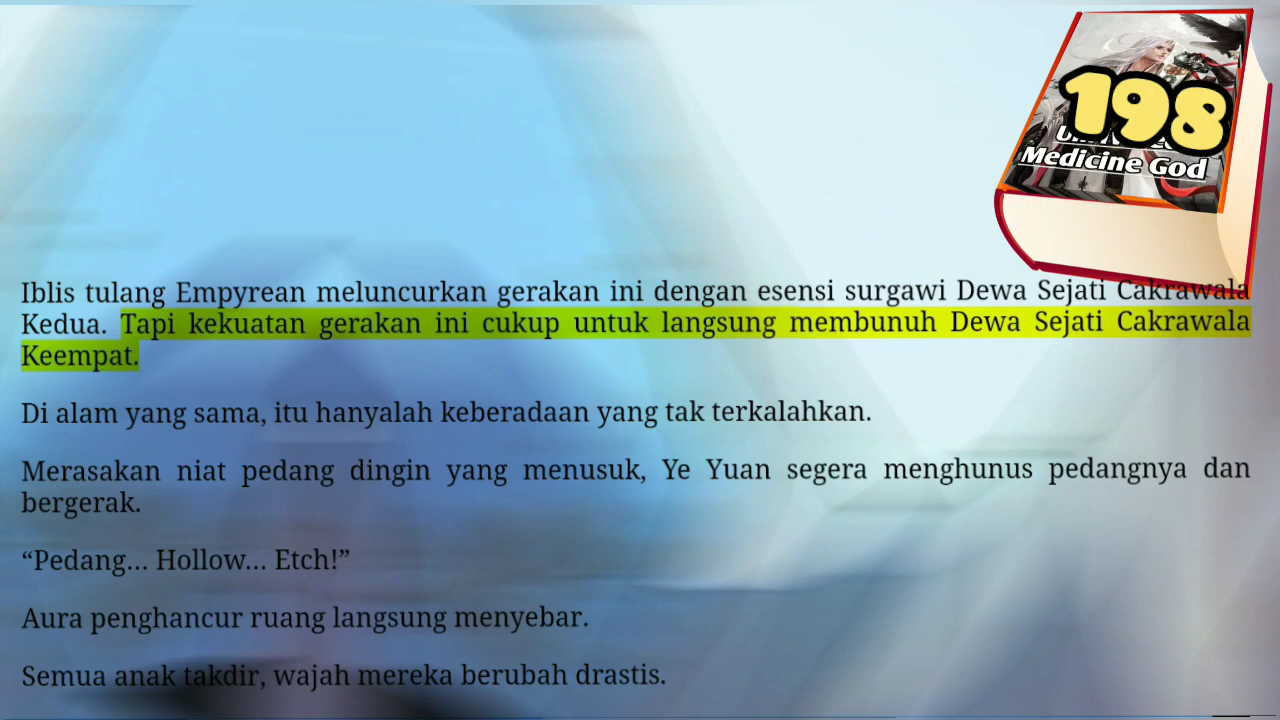 198
Medicine God
Iblis tulang Empyrean meluncurkan gerakan ini dengan esensi surgawi Dewa Sejati Cakrawala
Kedua. Tapi kekuatan gerakan ini cukup untuk langsung membunuh Dewa Sejati Cakrawala
Keempat.
Di alam yang sama, itu hanyalah keberadaan yang tak terkalahkan.
Merasakan niat pedang dingin yang menusuk, Ye Yuan segera menghunus pedangnya dan
bergerak.
“Pedang… Hollow… Etch!”
Aura penghancur ruang langsung menyebar.
Semua anak takdir, wajah mereka berubah drastis.